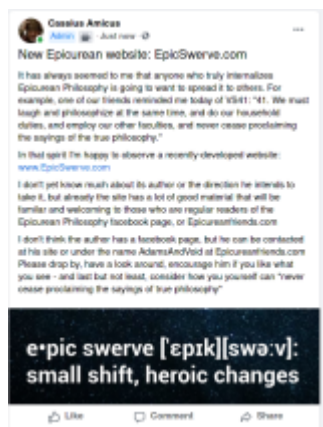 Cassius Amicus
Admin · Just now ·
New Epicurean website: EpicSwerve.com
It has always seemed to me that anyone who truly internalizes
Epicurean Philosophy is going to want to spread it to others. For
example, one of our friends reminded me today of VS41: "41. We must
laugh and philosophize at the same time, and do our household
duties, and employ our other faculties, and never cease proclaiming
the sayings of the true philosophy."
In that spirit I'm happy to observe a recently developed website:
www.EpicSwerve.com
I don't yet know much about its author or the direction he intends to
take it, but already the site has a lot of good material that will be
familar and welcoming to those who are regular readers of the
Epicurean Philosophy facebook page, or Epicureanfriends.com
I don't think the author has a facebook page, but he can be contacted
at his site or under the name AdamsAndVoid at Epicureanfriends.com
Please drop by, have a look around, encourage him if you like what
you see - and last but not least, consider how you yourself can "never
cease proclaiming the sayings of true philosophy"
e•pic swerve ['ɛpɪk][swəːv]:
small shift, heroic changes
Like Comment Share